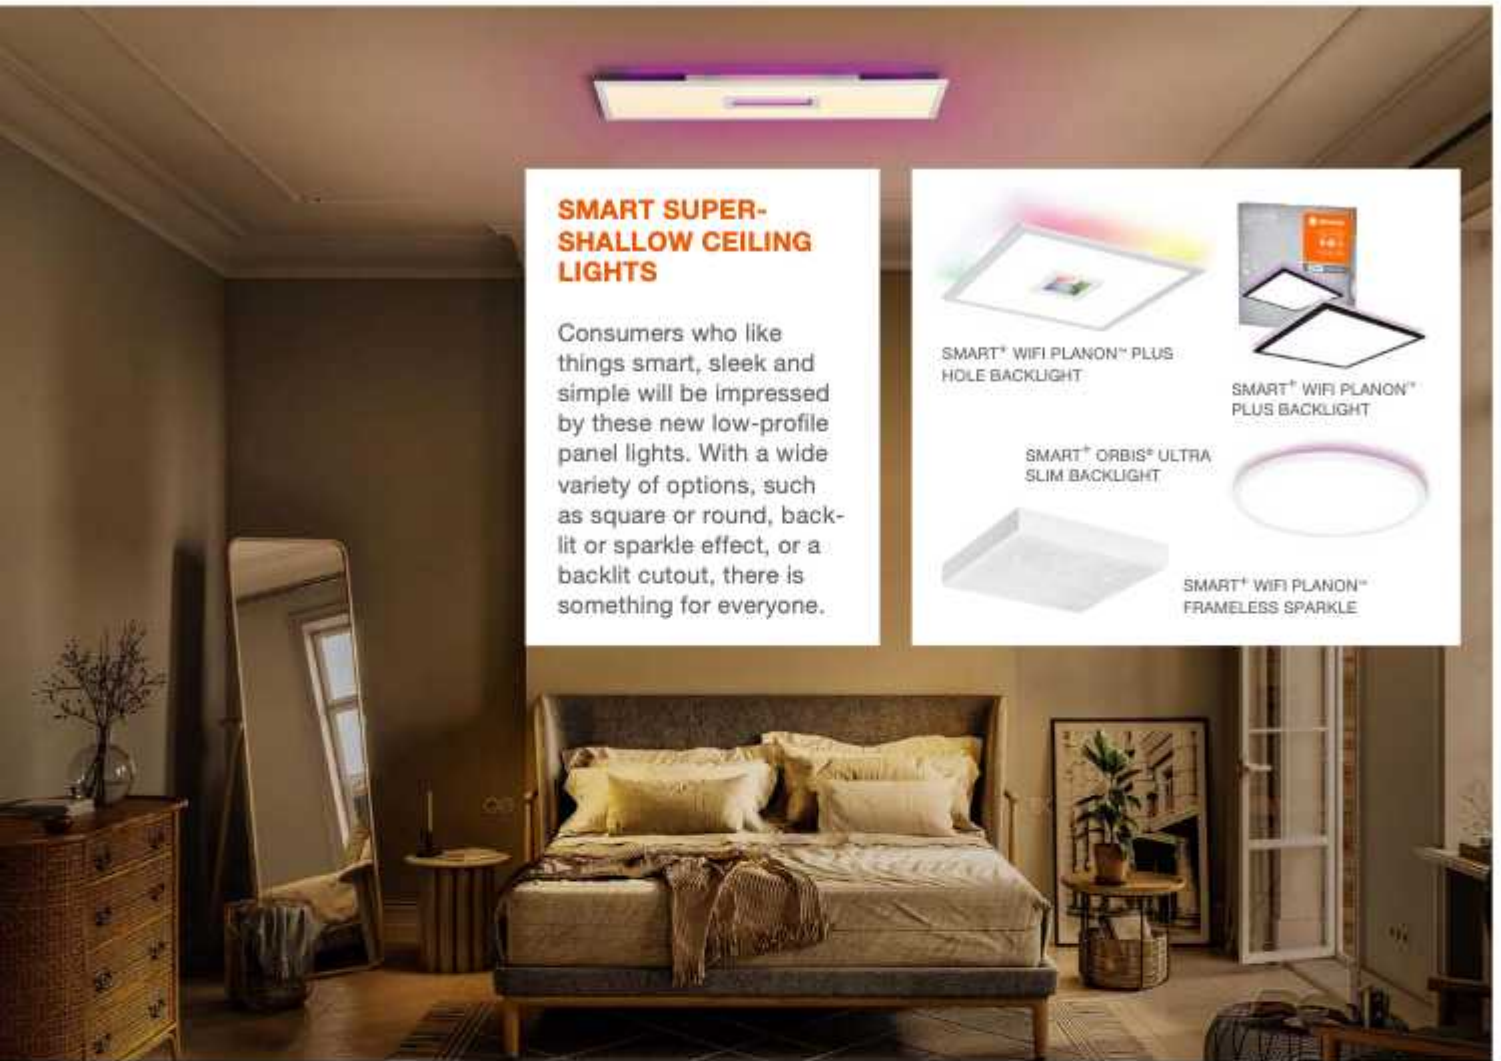 SMART SUPER-
SHALLOW CEILING
LIGHTS
Consumers who like
things smart, sleek and
simple will be impressed
by these new low-profile
panel lights. With a wide
variety of options, such
as square or round, back-
lit or sparkle effect, or a
backlit cutout, there is
something for everyone.
SMART⁺ WIFI PLANON™ PLUS
HOLE BACKLIGHT
SMART⁺ WIFI PLANON™
PLUS BACKLIGHT
SMART⁺ ORBIS® ULTRA
SLIM BACKLIGHT
SMART⁺ WIFI PLANON™
FRAMELESS SPARKLE